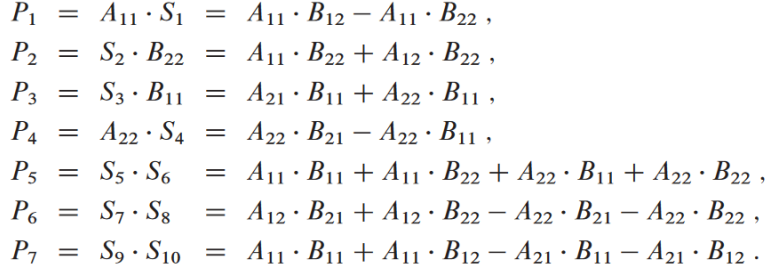 P₁ = A₁₁ · S₁ = A₁₁ · B₁₂ − A₁₁ · B₂₂ ,
P₂ = S₂ · B₂₂ = A₁₁ · B₂₂ + A₁₂ · B₂₂ ,
P₃ = S₃ · B₁₁ = A₂₁ · B₁₁ + A₂₂ · B₁₁ ,
P₄ = A₂₂ · S₄ = A₂₂ · B₂₁ − A₂₂ · B₁₁ ,
P₅ = S₅ · S₆ = A₁₁ · B₁₁ + A₁₁ · B₂₂ + A₂₂ · B₁₁ + A₂₂ · B₂₂ ,
P₆ = S₇ · S₈ = A₁₂ · B₂₁ + A₁₂ · B₂₂ − A₂₂ · B₂₁ − A₂₂ · B₂₂ ,
P₇ = S₉ · S₁₀ = A₁₁ · B₁₁ + A₁₁ · B₁₂ − A₂₁ · B₁₁ − A₂₁ · B₁₂ .